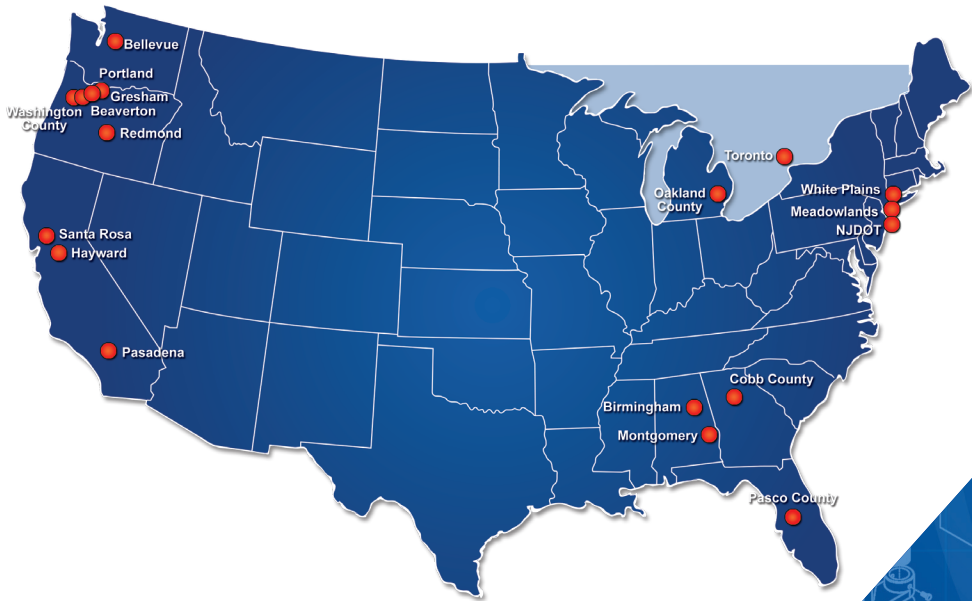 Bellevue
Portland
Gresham
Washington
County
Beaverton
Redmond
Toronto
Oakland
County
White Plains
Meadowlands
NJDOT
Santa Rosa
Hayward
Pasadena
Cobb County
Birmingham
Montgomery
Pasco County